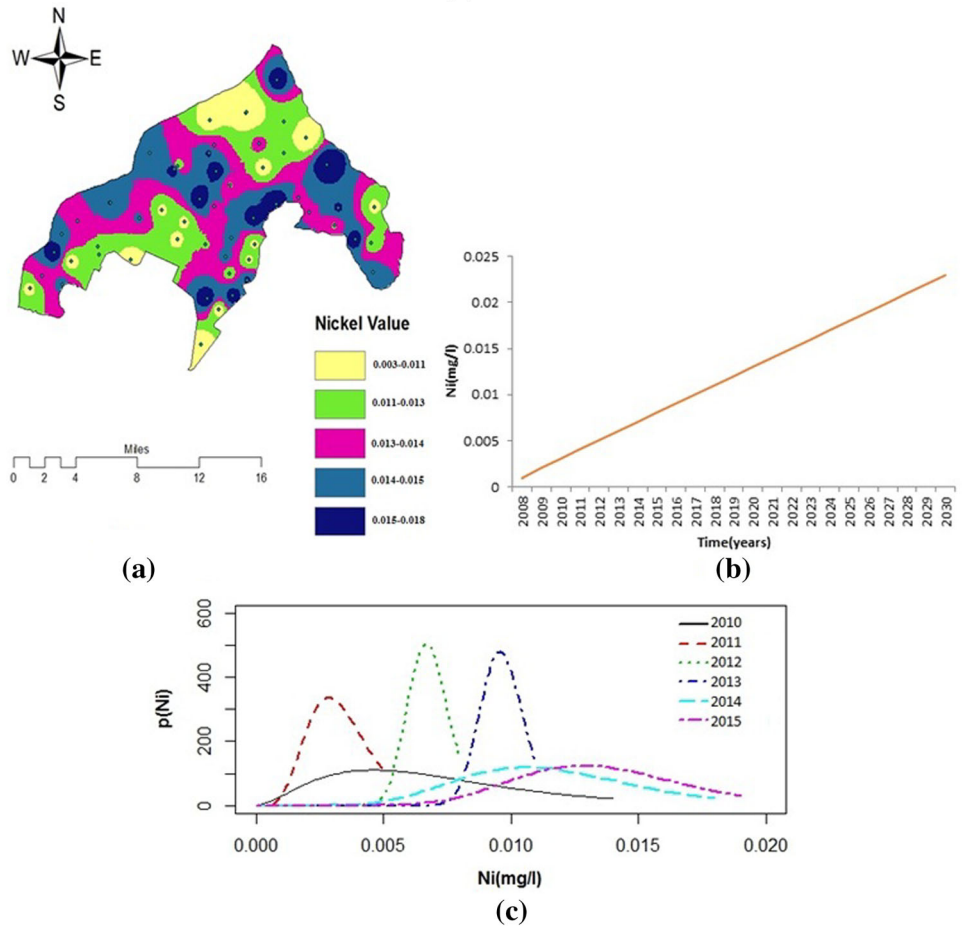 N
W E
S
Nickel Value
0.003-0.011
0.011-0.013
0.013-0.014
0.014-0.015
0.015-0.018
Miles
0 2 4 8 12 16
(a)
0.025
0.02
0.015
0.01
0.005
0
Ni(mg/l)
2008 2009 2010 2011 2012 2013 2014 2015 2016 2017 2018 2019 2020 2021 2022 2023 2024 2025 2026 2027 2028 2029 2030
Time(years)
(b)
600
400
200
0
p(Ni)
2010
2011
2012
2013
2014
2015
0.000 0.005 0.010 0.015 0.020
Ni(mg/l)
(c)